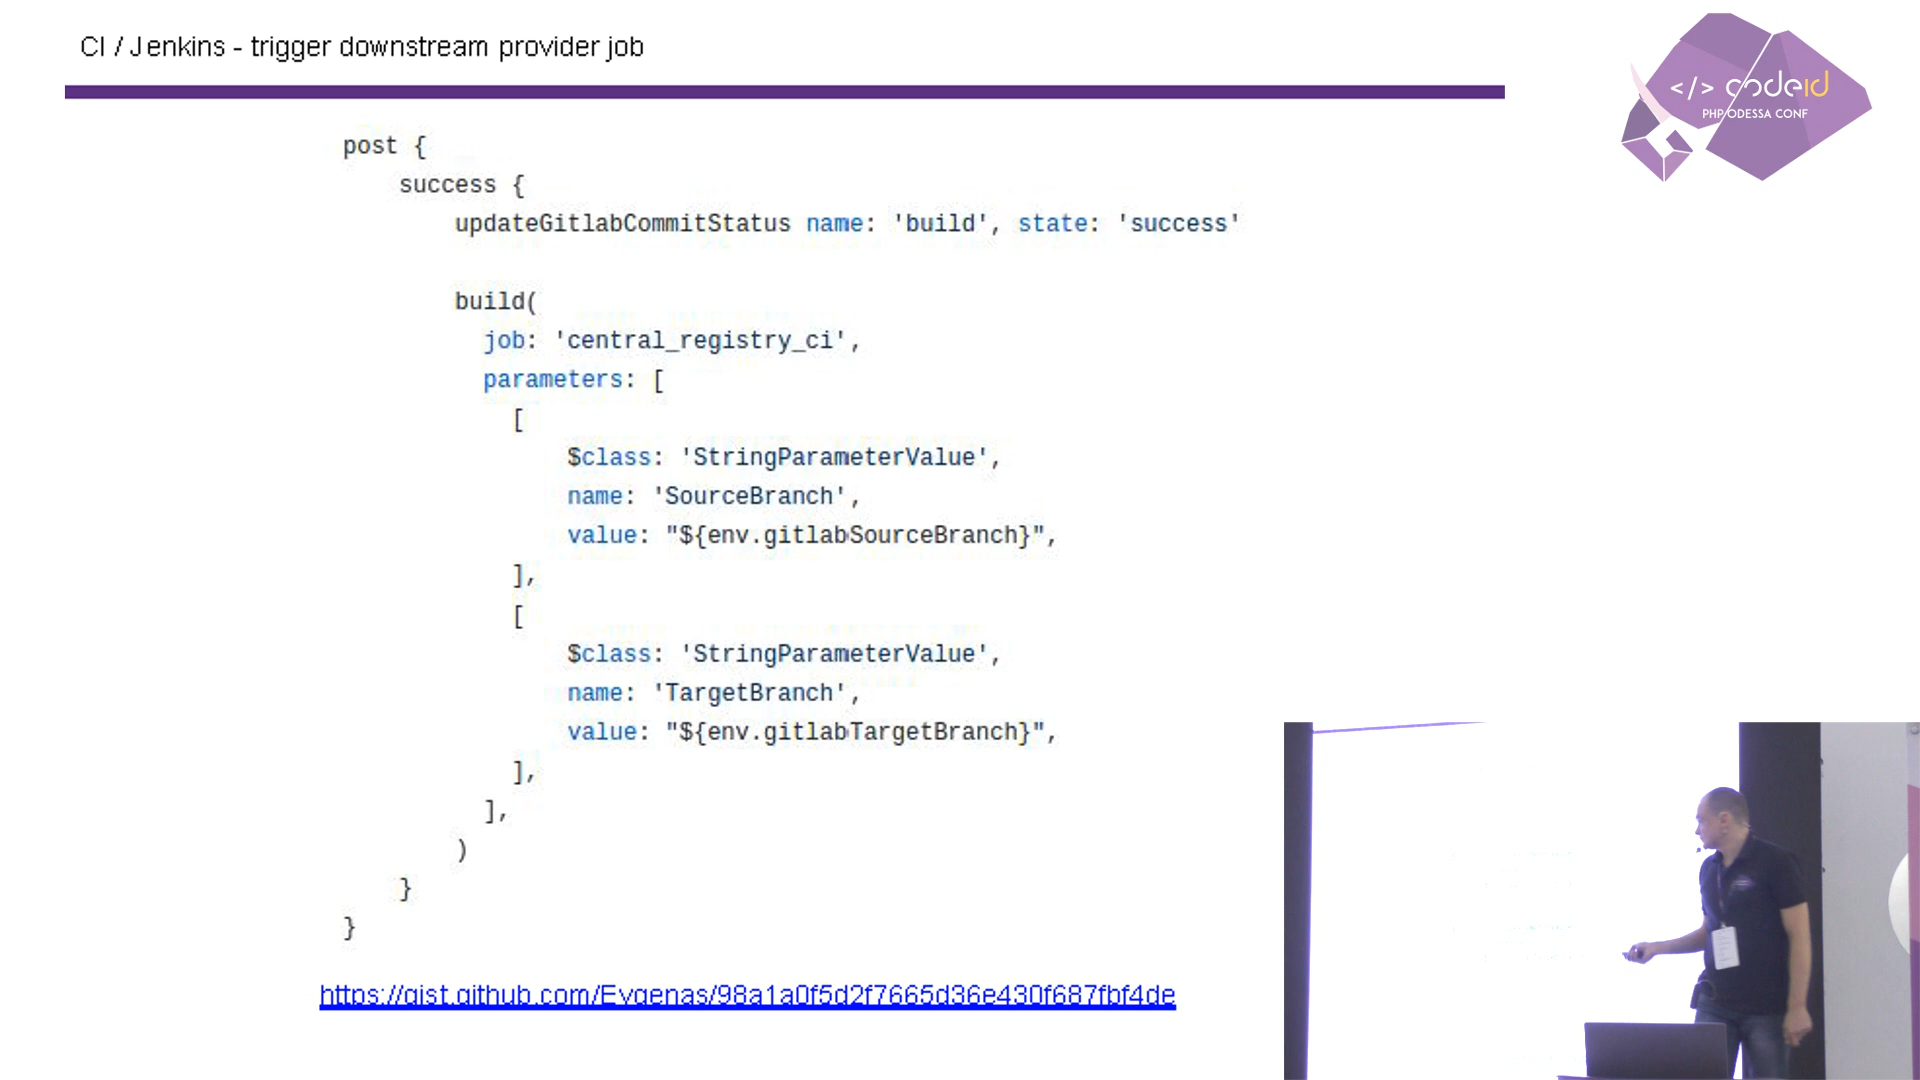 CI / Jenkins - trigger downstream provider job
</> codeid
PHP ODESSA CONF
post {
    success {
        updateGitlabCommitStatus name: 'build', state: 'success'
        build(
          job: 'central_registry_ci',
          parameters: [
            [
                $class: 'StringParameterValue',
                name: 'SourceBranch',
                value: "${env.gitlabSourceBranch}",
            ],
            [
                $class: 'StringParameterValue',
                name: 'TargetBranch',
                value: "${env.gitlabTargetBranch}",
            ],
          ],
        )
    }
}
https://gist.github.com/Evgenas/98a1a0f5d2f7665d36e430f687fbf4de